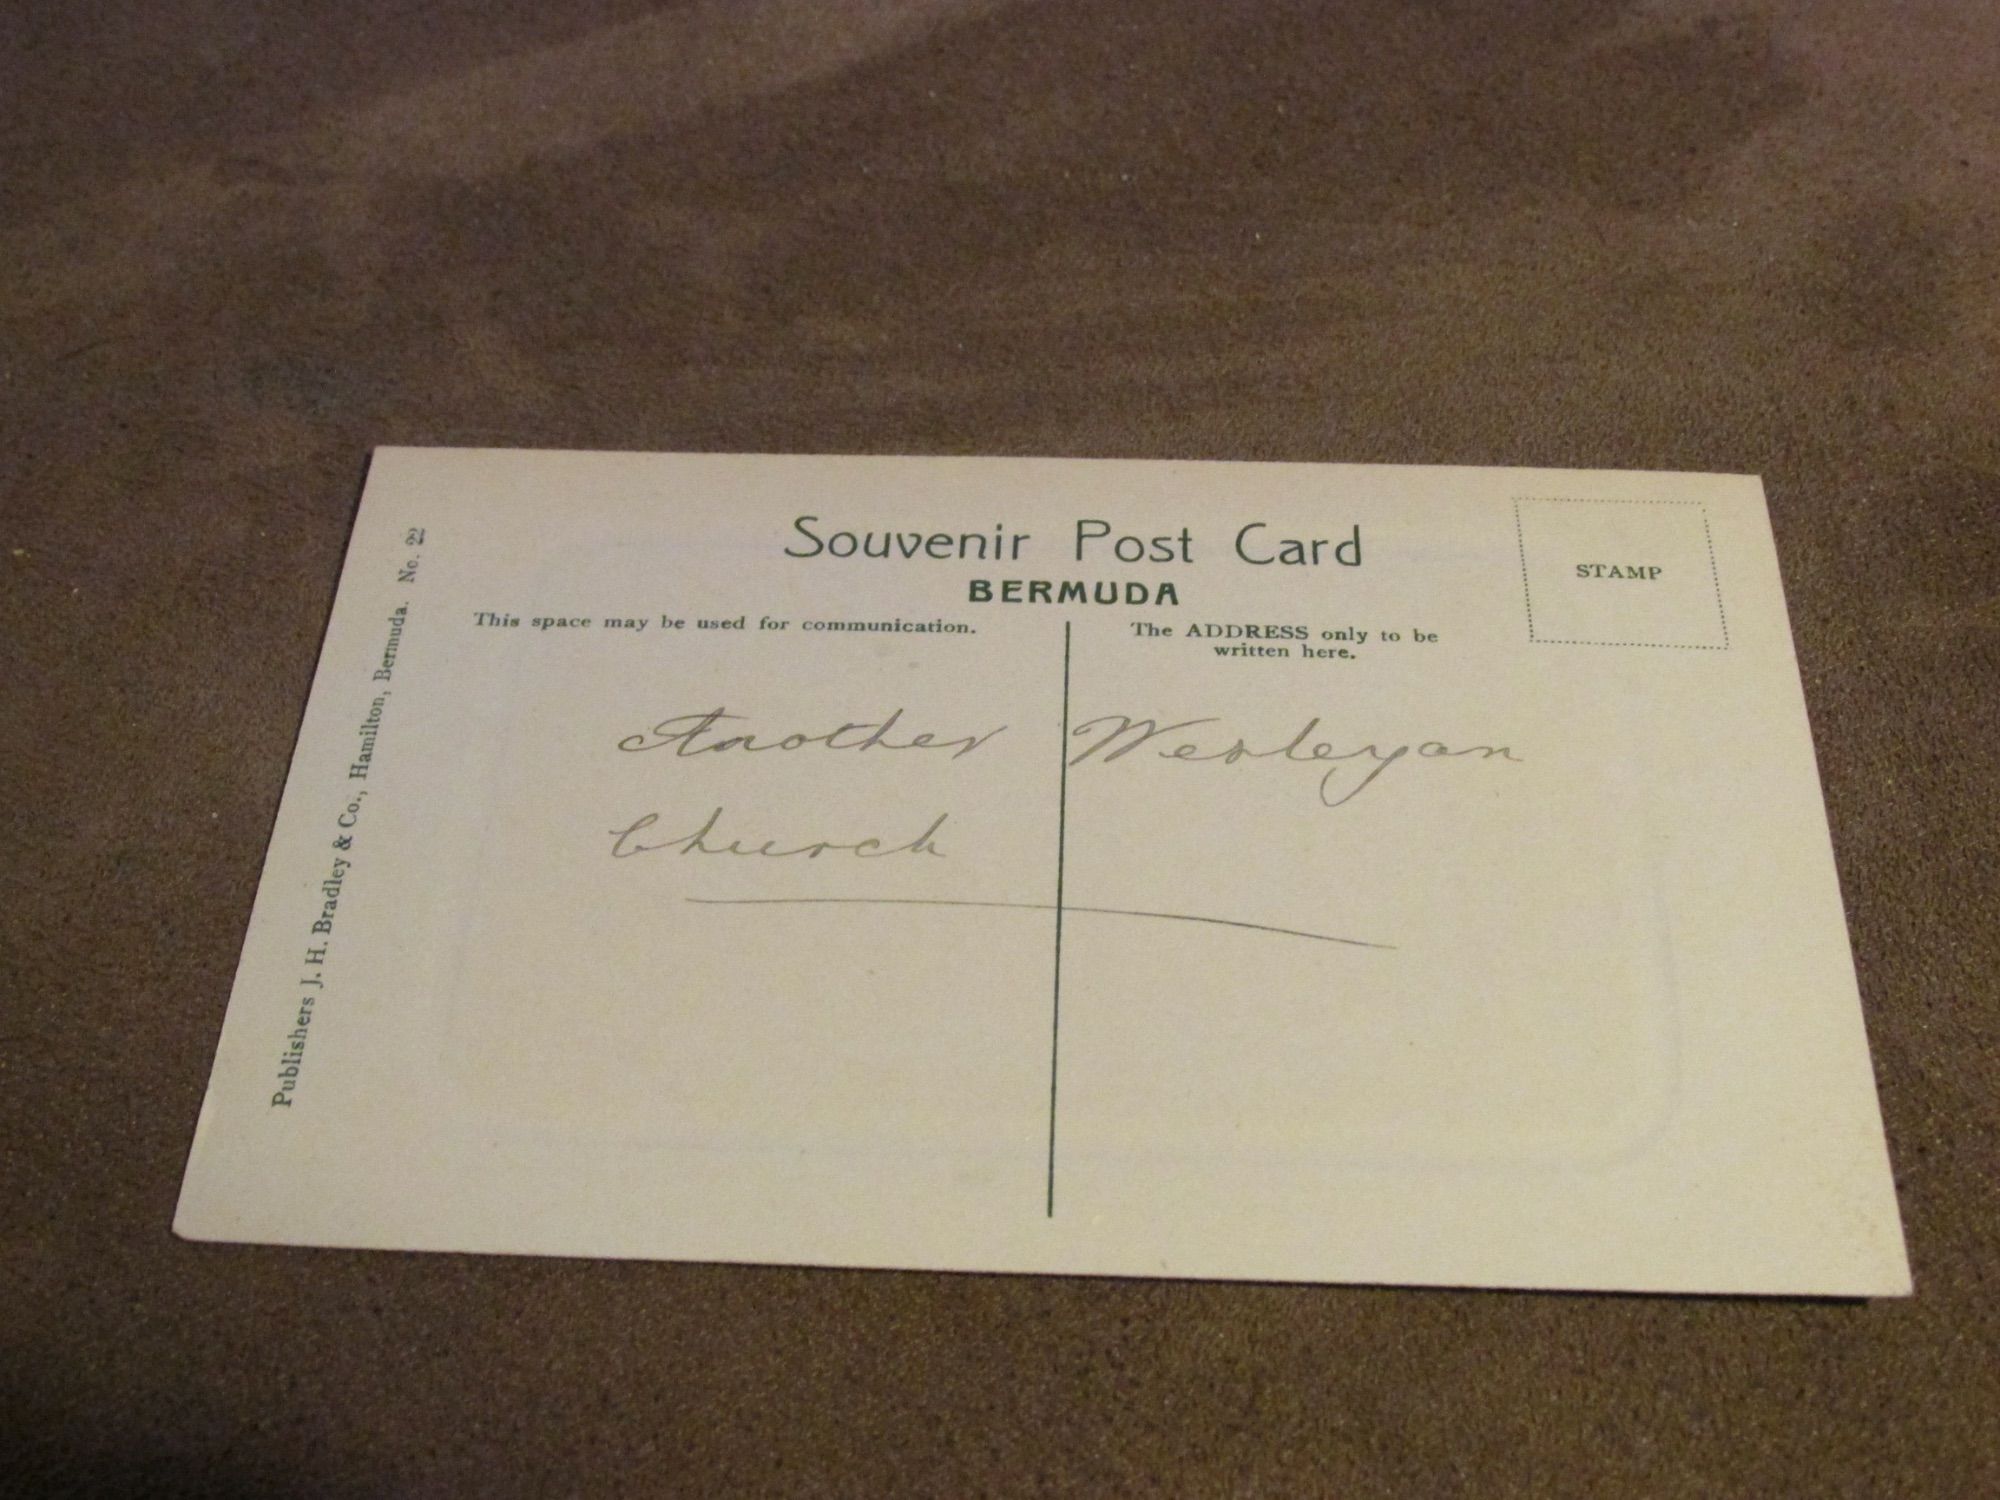 Souvenir Post Card
BERMUDA
STAMP
This space may be used for communication.
The ADDRESS only to be
written here.
Another Wesleyan
Church
Publishers J. H. Bradley & Co., Hamilton, Bermuda. No. 22